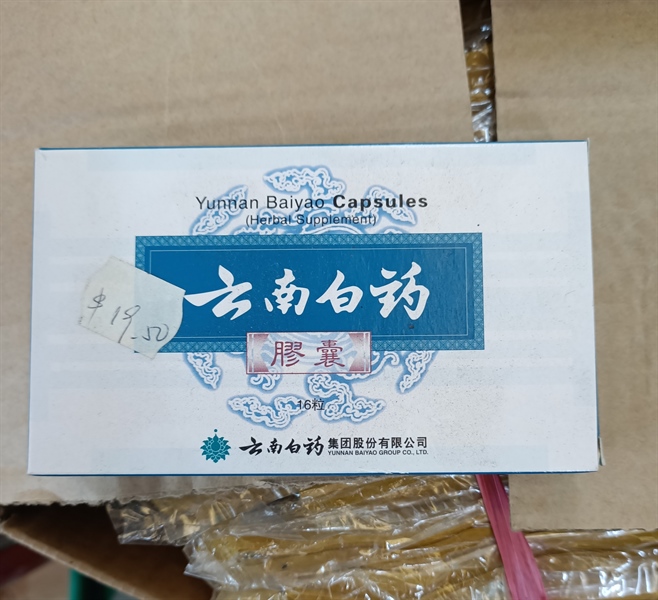 Yunnan Baiyao Capsules
(Herbal Supplement)
云南白药
$19.50
膠囊
16粒
云南白药 集团股份有限公司
YUNNAN BAIYAO GROUP CO., LTD.